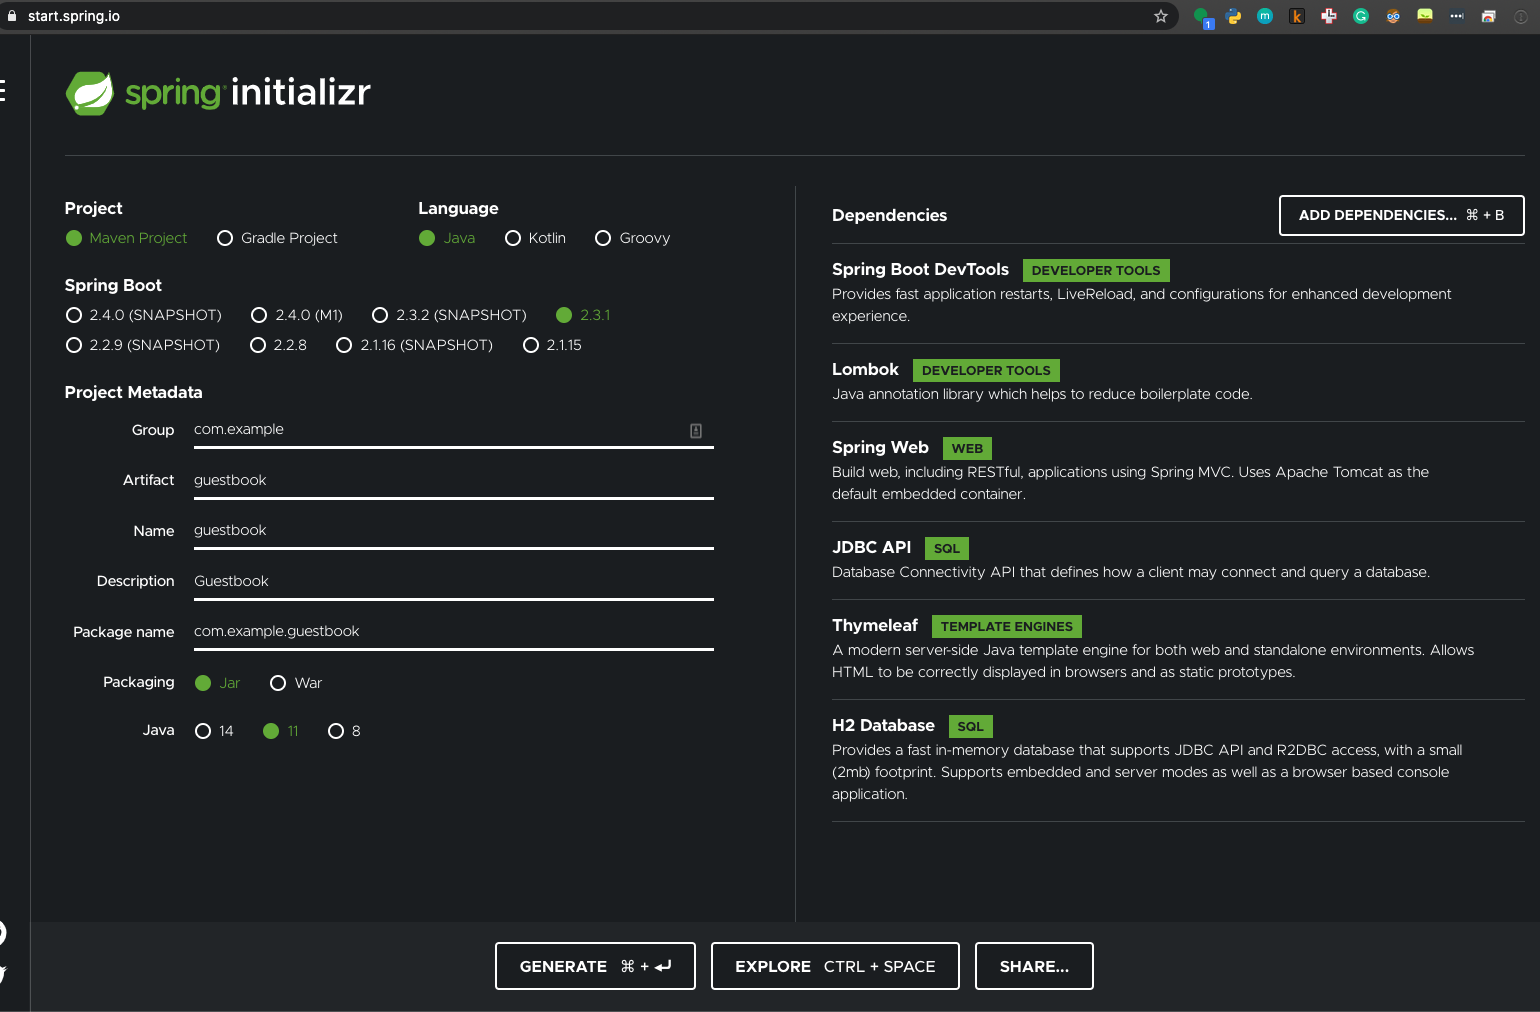 start.spring.io
1
spring initializr
Project
Maven Project
Gradle Project
Language
Java
Kotlin
Groovy
Spring Boot
2.4.0 (SNAPSHOT)
2.4.0 (M1)
2.3.2 (SNAPSHOT)
2.3.1
2.2.9 (SNAPSHOT)
2.2.8
2.1.16 (SNAPSHOT)
2.1.15
Project Metadata
Group com.example
Artifact guestbook
Name guestbook
Description Guestbook
Package name com.example.guestbook
Packaging Jar War
Java 14 11 8
Dependencies
ADD DEPENDENCIES... ⌘ + B
Spring Boot DevTools DEVELOPER TOOLS
Provides fast application restarts, LiveReload, and configurations for enhanced development
experience.
Lombok DEVELOPER TOOLS
Java annotation library which helps to reduce boilerplate code.
Spring Web WEB
Build web, including RESTful, applications using Spring MVC. Uses Apache Tomcat as the
default embedded container.
JDBC API SQL
Database Connectivity API that defines how a client may connect and query a database.
Thymeleaf TEMPLATE ENGINES
A modern server-side Java template engine for both web and standalone environments. Allows
HTML to be correctly displayed in browsers and as static prototypes.
H2 Database SQL
Provides a fast in-memory database that supports JDBC API and R2DBC access, with a small
(2mb) footprint. Supports embedded and server modes as well as a browser based console
application.
GENERATE ⌘ + ↵
EXPLORE CTRL + SPACE
SHARE...